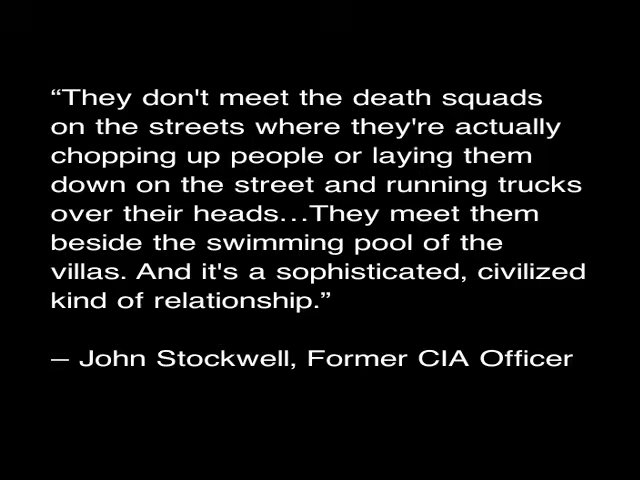 “They don't meet the death squads
on the streets where they're actually
chopping up people or laying them
down on the street and running trucks
over their heads…They meet them
beside the swimming pool of the
villas. And it's a sophisticated, civilized
kind of relationship.”
– John Stockwell, Former CIA Officer